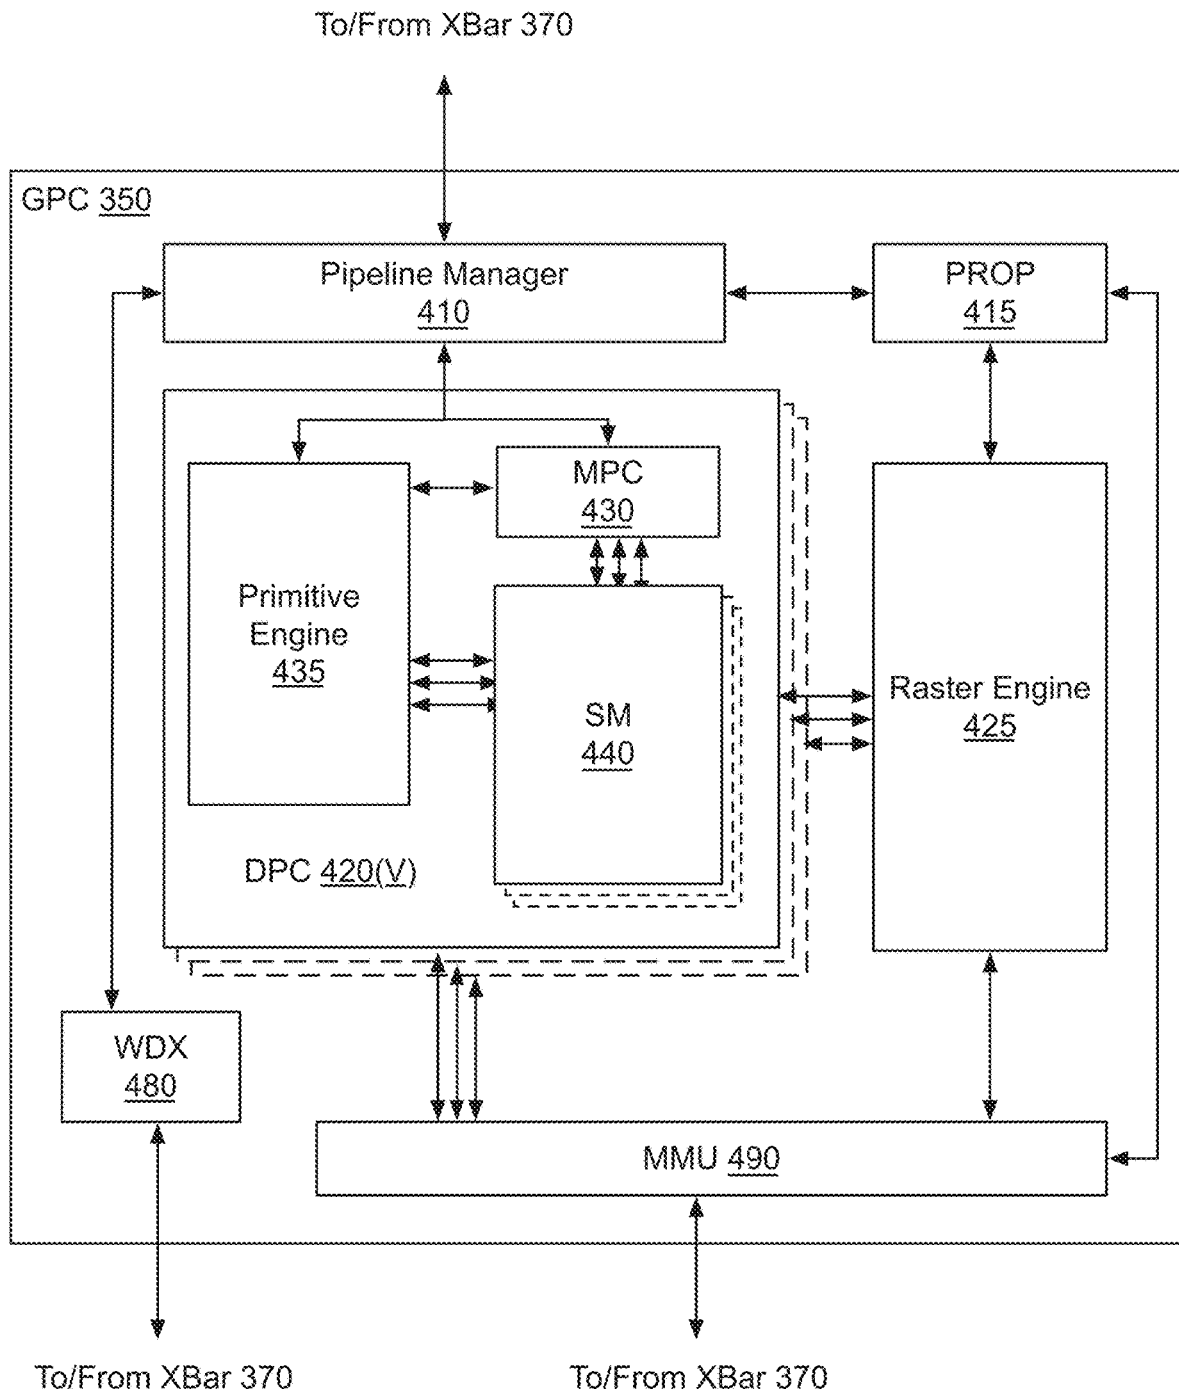 To/From XBar 370
GPC 350
Pipeline Manager
410
PROP
415
MPC
430
Primitive
Engine
435
SM
440
Raster Engine
425
DPC 420(V)
WDX
480
MMU 490
To/From XBar 370
To/From XBar 370